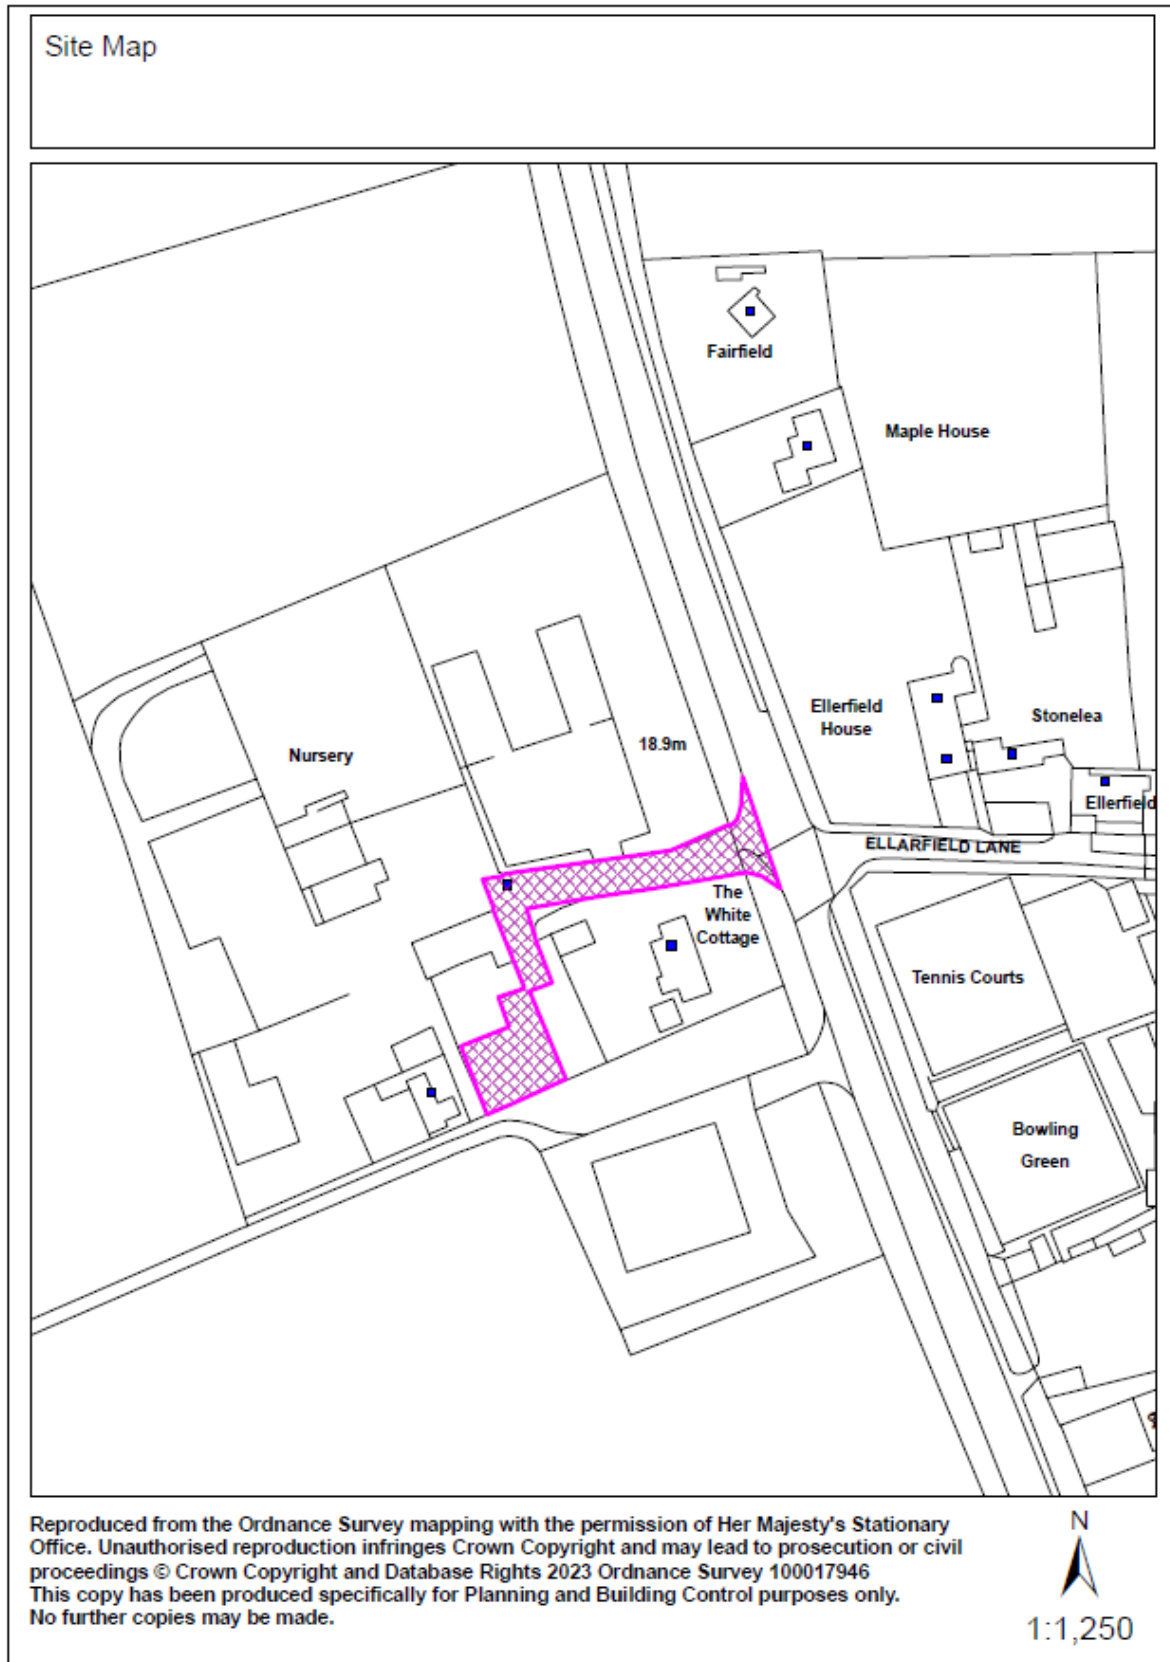 Site Map
Fairfield
Maple House
Ellerfield
House
Stonelea
18.9m
Nursery
Ellerfield
ELLARFIELD LANE
The
White
Cottage
Tennis Courts
Bowling
Green
Reproduced from the Ordnance Survey mapping with the permission of Her Majesty's Stationary
Office. Unauthorised reproduction infringes Crown Copyright and may lead to prosecution or civil
proceedings © Crown Copyright and Database Rights 2023 Ordnance Survey 100017946
This copy has been produced specifically for Planning and Building Control purposes only.
No further copies may be made.
N
1:1,250